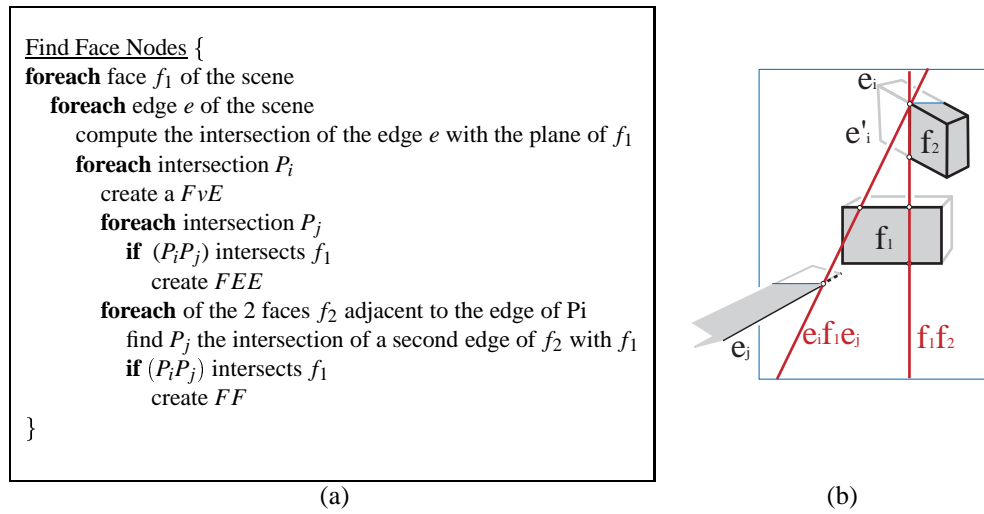 Find Face Nodes {
foreach face f₁ of the scene
foreach edge e of the scene
compute the intersection of the edge e with the plane of f₁
foreach intersection Pᵢ
create a FvE
foreach intersection Pⱼ
if (PᵢPⱼ) intersects f₁
create FEE
foreach of the 2 faces f₂ adjacent to the edge of Pi
find Pⱼ the intersection of a second edge of f₂ with f₁
if (PᵢPⱼ) intersects f₁
create FF
}
(a)
eᵢ
e'ᵢ
f₂
f₁
eⱼ
eᵢf₁eⱼ
f₁f₂
(b)